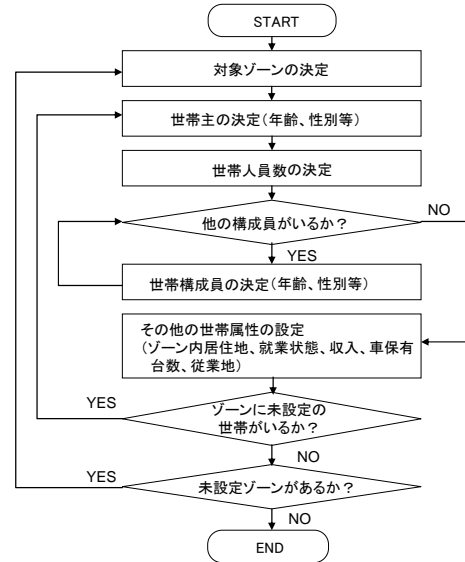 START
対象ゾーンの決定
世帯主の決定(年齢、性別等)
世帯人員数の決定
他の構成員がいるか?
NO
YES
世帯構成員の決定(年齢、性別等)
その他の世帯属性の設定
(ゾーン内居住地、就業状態、収入、車保有
台数、従業地)
YES
ゾーンに未設定の
世帯がいるか?
NO
YES
未設定ゾーンがあるか?
NO
END